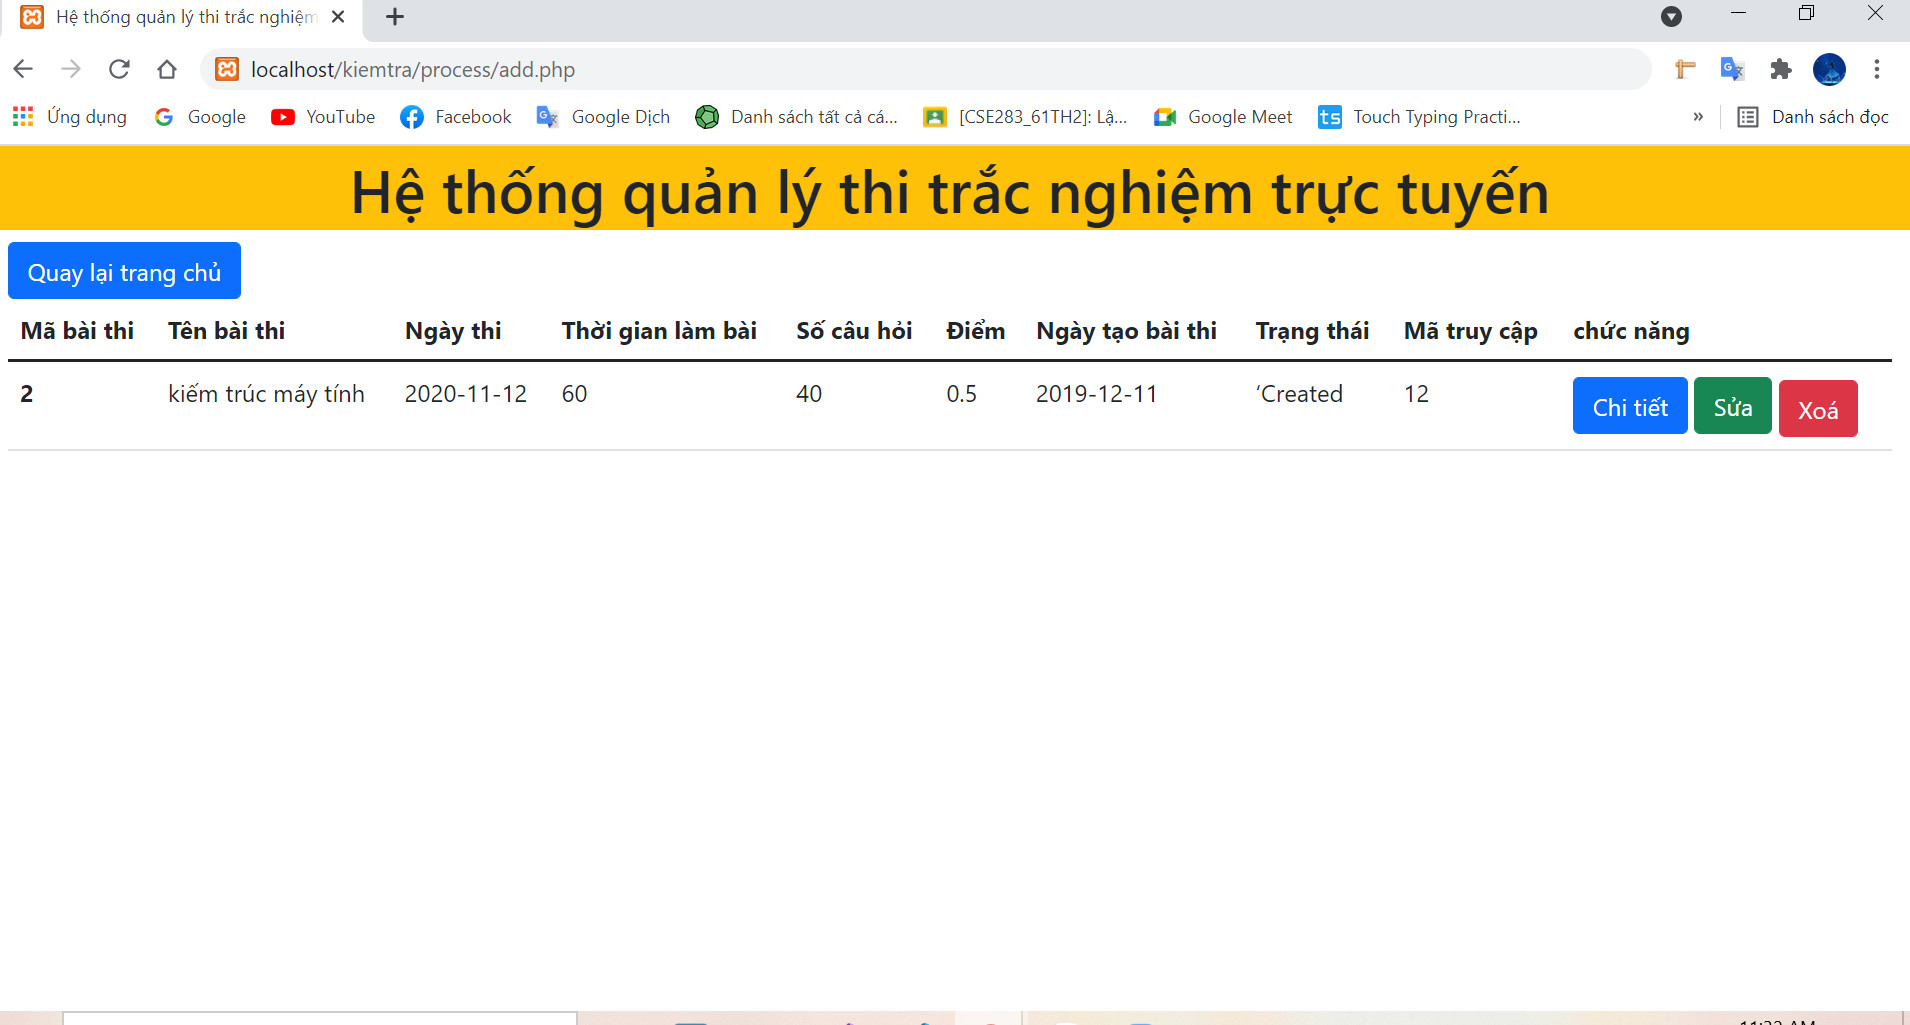 Hệ thống quản lý thi trắc nghiệm
localhost/kiemtra/process/add.php
Ứng dụng Google YouTube Facebook Google Dịch Danh sách tất cả cá... [CSE283_61TH2]: Lậ... Google Meet ts Touch Typing Practi... » Danh sách đọc
Hệ thống quản lý thi trắc nghiệm trực tuyến
Quay lại trang chủ
Mã bài thi Tên bài thi Ngày thi Thời gian làm bài Số câu hỏi Điểm Ngày tạo bài thi Trạng thái Mã truy cập chức năng
2 kiếm trúc máy tính 2020-11-12 60 40 0.5 2019-12-11 ‘Created 12 Chi tiết Sửa Xoá